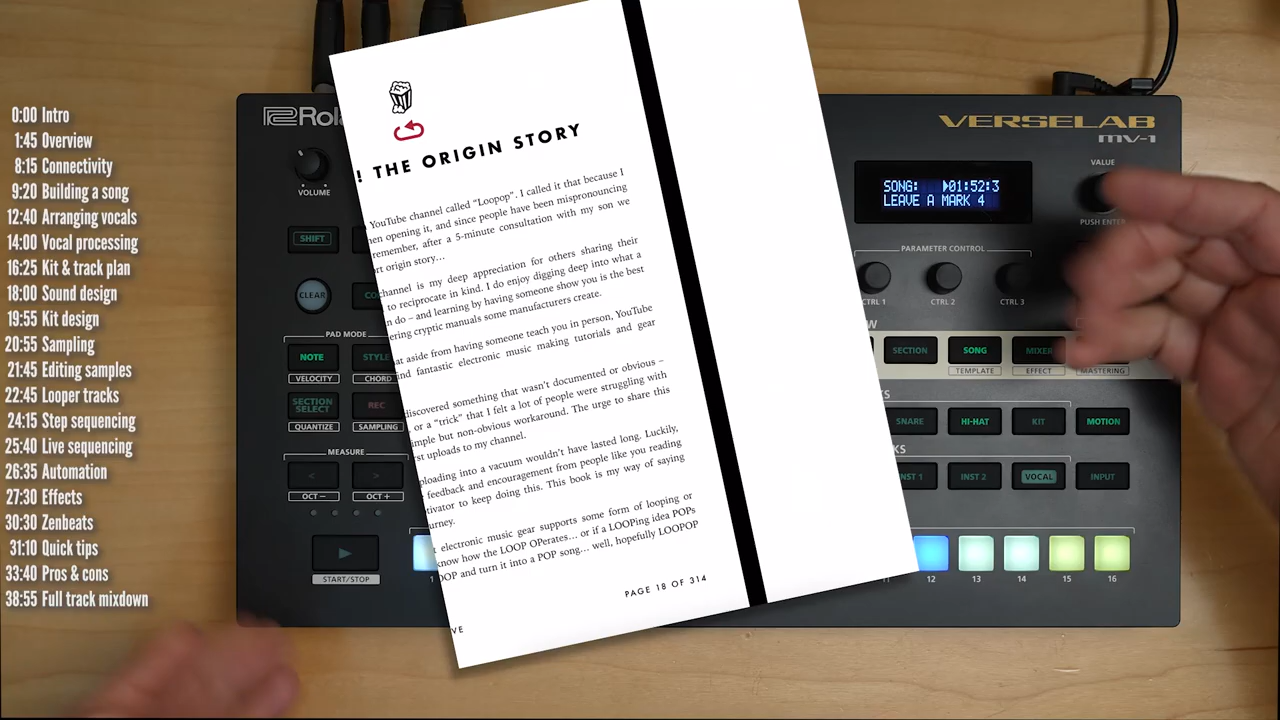 0:00 Intro
1:45 Overview
8:15 Connectivity
9:20 Building a song
12:40 Arranging vocals
14:00 Vocal processing
16:25 Kit & track plan
18:00 Sound design
19:55 Kit design
20:55 Sampling
21:45 Editing samples
22:45 Looper tracks
24:15 Step sequencing
25:40 Live sequencing
26:35 Automation
27:30 Effects
30:30 Zenbeats
31:10 Quick tips
33:40 Pros & cons
38:55 Full track mixdown
VOLUME
SHIFT
CLEAR
PAD MODE
NOTE STYLE
VELOCITY CHORD
SECTION SELECT REC
QUANTIZE SAMPLING
MEASURE
< >
OCT – OCT +
START/STOP
! THE ORIGIN STORY
YouTube channel called “Loopop”. I called it that because I
opening it, and since people have been mispronouncing
remember, after a 5-minute consultation with my son we
origin story…
channel is my deep appreciation for others sharing their
to reciprocate in kind. I do enjoy digging deep into what a
do – and learning by having someone show you is the best
cryptic manuals some manufacturers create.
aside from having someone teach you in person, YouTube
fantastic electronic music making tutorials and gear
discovered something that wasn’t documented or obvious –
or a “trick” that I felt a lot of people were struggling with
but non-obvious workaround. The urge to share this
uploads to my channel.
into a vacuum wouldn’t have lasted long. Luckily,
feedback and encouragement from people like you reading
to keep doing this. This book is my way of saying
electronic music gear supports some form of looping or
know how the LOOP OPerates… or if a LOOPing idea POPs
and turn it into a POP song… well, hopefully LOOPOP
PAGE 18 OF 314
VERSELAB
MV-1
VALUE
PUSH ENTER
SONG: 01:52:3
LEAVE A MARK 4
PARAMETER CONTROL
CTRL 1 CTRL 2 CTRL 3
SECTION SONG MIXER
TEMPLATE EFFECT MASTERING
SNARE HI-HAT KIT MOTION
INST 2 VOCAL INPUT
12 13 14 15 16